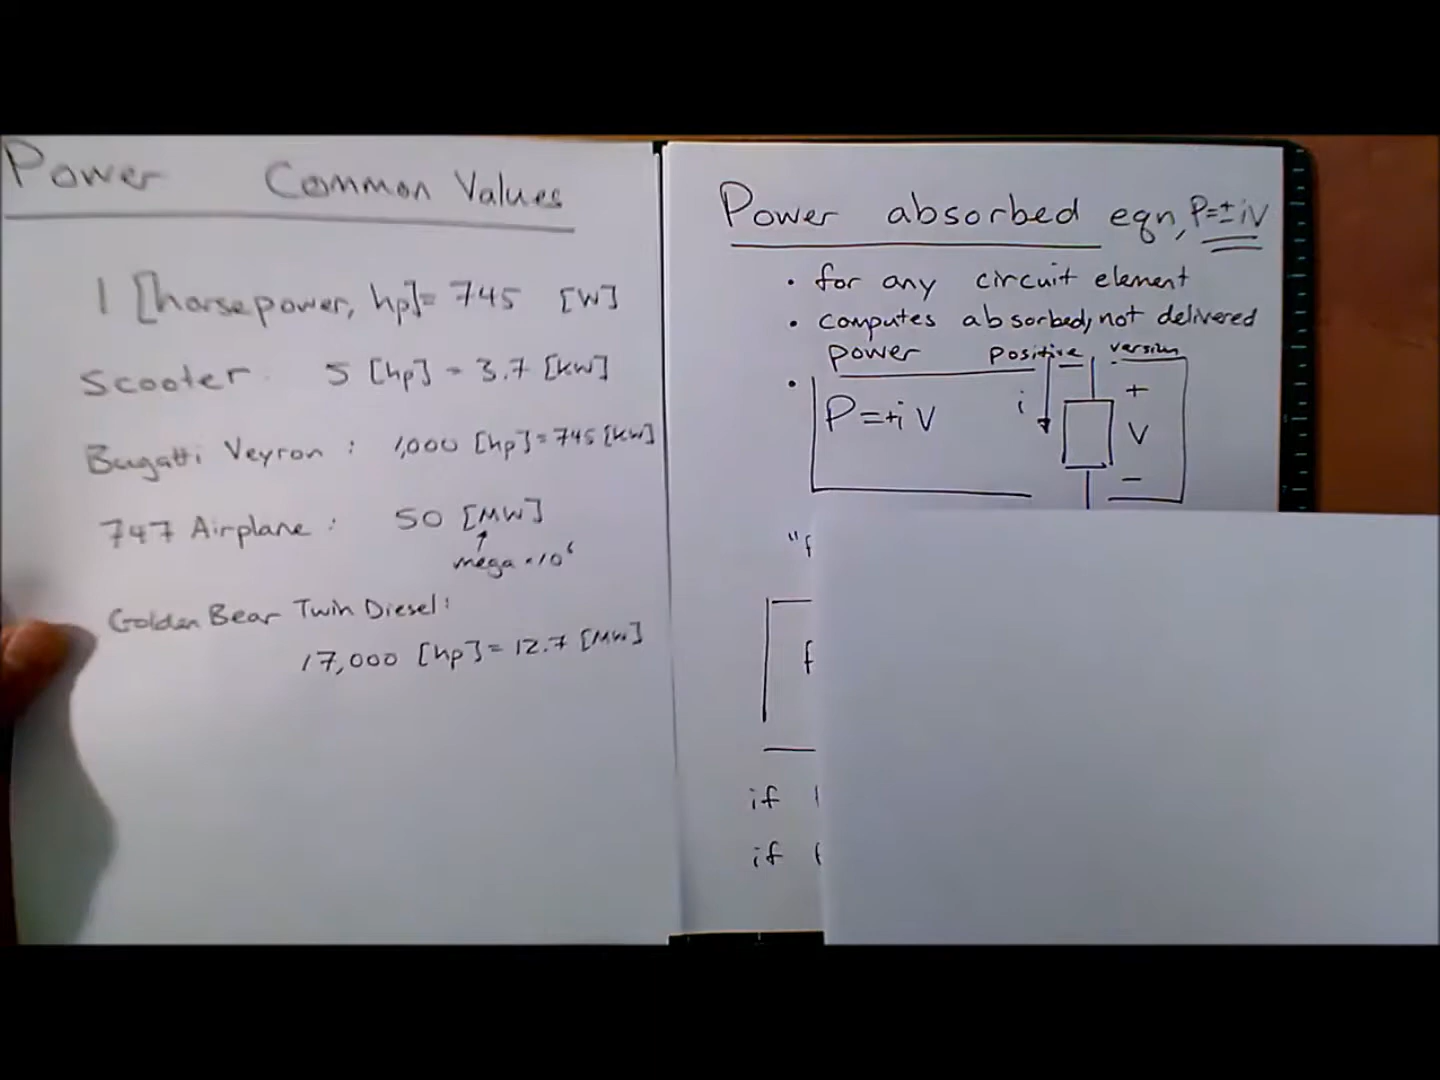 Power Common Values
1 [horsepower, hp] = 745 [W]
Scooter: 5 [hp] = 3.7 [kW]
Bugatti Veyron: 1,000 [hp] = 745 [kW]
747 Airplane: 50 [MW]
mega = 10⁶
Golden Bear Twin Diesel:
17,000 [hp] = 12.7 [MW]
Power absorbed eqn, P=±iV
• for any circuit element
• computes absorbed, not delivered
power
positive version
• P=+iV
i
+
V
−
"f
f
if
if